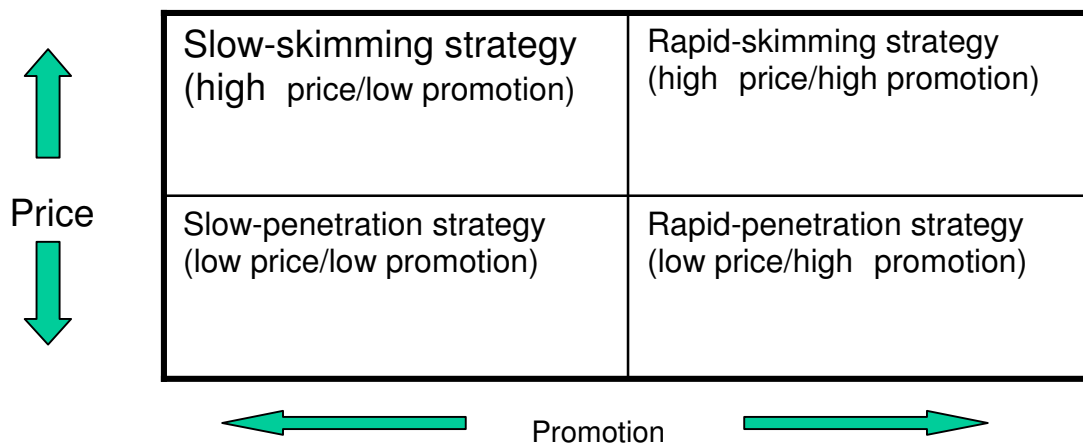 Slow-skimming strategy
(high price/low promotion)
Rapid-skimming strategy
(high price/high promotion)
Price
Slow-penetration strategy
(low price/low promotion)
Rapid-penetration strategy
(low price/high promotion)
Promotion